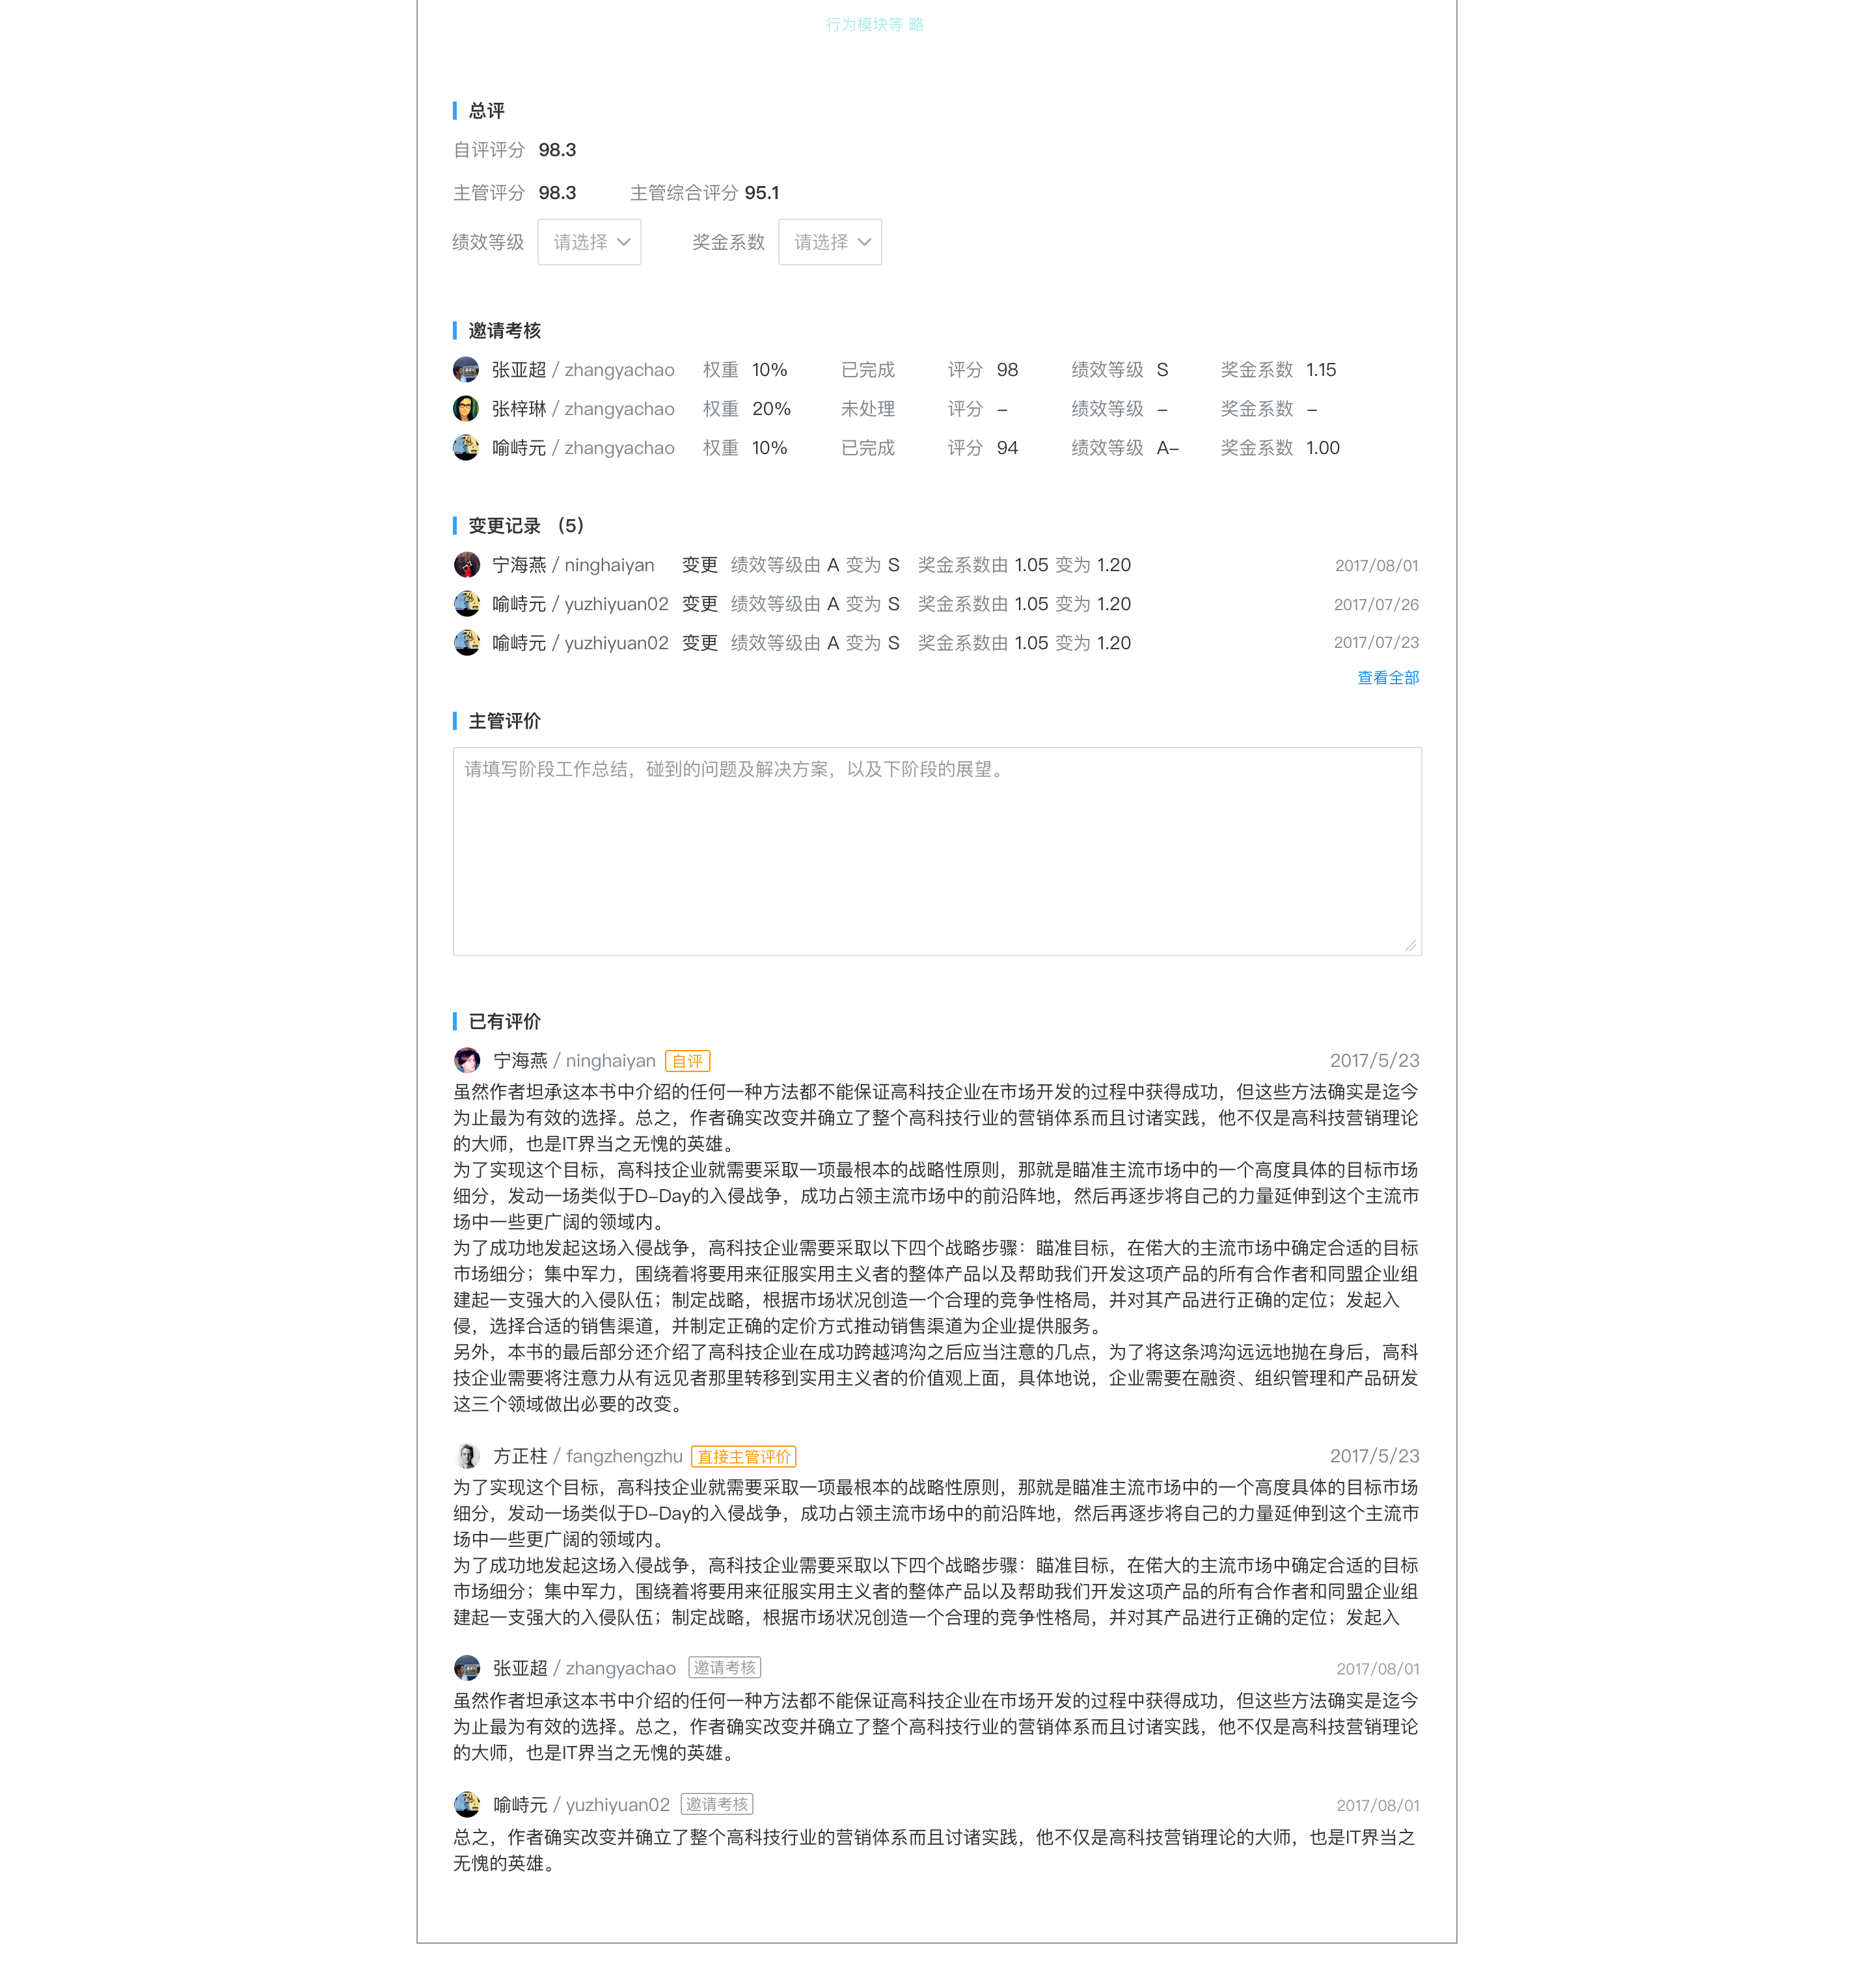 行为模块等 略
总评
自评评分 98.3
主管评分 98.3 主管综合评分 95.1
绩效等级 请选择 奖金系数 请选择
邀请考核
张亚超 / zhangyachao 权重 10% 已完成 评分 98 绩效等级 S 奖金系数 1.15
张梓琳 / zhangyachao 权重 20% 未处理 评分 – 绩效等级 – 奖金系数 –
喻峙元 / zhangyachao 权重 10% 已完成 评分 94 绩效等级 A– 奖金系数 1.00
变更记录 (5)
宁海燕 / ninghaiyan 变更 绩效等级由 A 变为 S 奖金系数由 1.05 变为 1.20 2017/08/01
喻峙元 / yuzhiyuan02 变更 绩效等级由 A 变为 S 奖金系数由 1.05 变为 1.20 2017/07/26
喻峙元 / yuzhiyuan02 变更 绩效等级由 A 变为 S 奖金系数由 1.05 变为 1.20 2017/07/23
查看全部
主管评价
请填写阶段工作总结，碰到的问题及解决方案，以及下阶段的展望。
已有评价
宁海燕 / ninghaiyan 自评 2017/5/23
虽然作者坦承这本书中介绍的任何一种方法都不能保证高科技企业在市场开发的过程中获得成功，但这些方法确实是迄今
为止最为有效的选择。总之，作者确实改变并确立了整个高科技行业的营销体系而且讨诸实践，他不仅是高科技营销理论
的大师，也是IT界当之无愧的英雄。
为了实现这个目标，高科技企业就需要采取一项最根本的战略性原则，那就是瞄准主流市场中的一个高度具体的目标市场
细分，发动一场类似于D–Day的入侵战争，成功占领主流市场中的前沿阵地，然后再逐步将自己的力量延伸到这个主流市
场中一些更广阔的领域内。
为了成功地发起这场入侵战争，高科技企业需要采取以下四个战略步骤：瞄准目标，在偌大的主流市场中确定合适的目标
市场细分；集中军力，围绕着将要用来征服实用主义者的整体产品以及帮助我们开发这项产品的所有合作者和同盟企业组
建起一支强大的入侵队伍；制定战略，根据市场状况创造一个合理的竞争性格局，并对其产品进行正确的定位；发起入
侵，选择合适的销售渠道，并制定正确的定价方式推动销售渠道为企业提供服务。
另外，本书的最后部分还介绍了高科技企业在成功跨越鸿沟之后应当注意的几点，为了将这条鸿沟远远地抛在身后，高科
技企业需要将注意力从有远见者那里转移到实用主义者的价值观上面，具体地说，企业需要在融资、组织管理和产品研发
这三个领域做出必要的改变。
方正柱 / fangzhengzhu 直接主管评价 2017/5/23
为了实现这个目标，高科技企业就需要采取一项最根本的战略性原则，那就是瞄准主流市场中的一个高度具体的目标市场
细分，发动一场类似于D–Day的入侵战争，成功占领主流市场中的前沿阵地，然后再逐步将自己的力量延伸到这个主流市
场中一些更广阔的领域内。
为了成功地发起这场入侵战争，高科技企业需要采取以下四个战略步骤：瞄准目标，在偌大的主流市场中确定合适的目标
市场细分；集中军力，围绕着将要用来征服实用主义者的整体产品以及帮助我们开发这项产品的所有合作者和同盟企业组
建起一支强大的入侵队伍；制定战略，根据市场状况创造一个合理的竞争性格局，并对其产品进行正确的定位；发起入
张亚超 / zhangyachao 邀请考核 2017/08/01
虽然作者坦承这本书中介绍的任何一种方法都不能保证高科技企业在市场开发的过程中获得成功，但这些方法确实是迄今
为止最为有效的选择。总之，作者确实改变并确立了整个高科技行业的营销体系而且讨诸实践，他不仅是高科技营销理论
的大师，也是IT界当之无愧的英雄。
喻峙元 / yuzhiyuan02 邀请考核 2017/08/01
总之，作者确实改变并确立了整个高科技行业的营销体系而且讨诸实践，他不仅是高科技营销理论的大师，也是IT界当之
无愧的英雄。